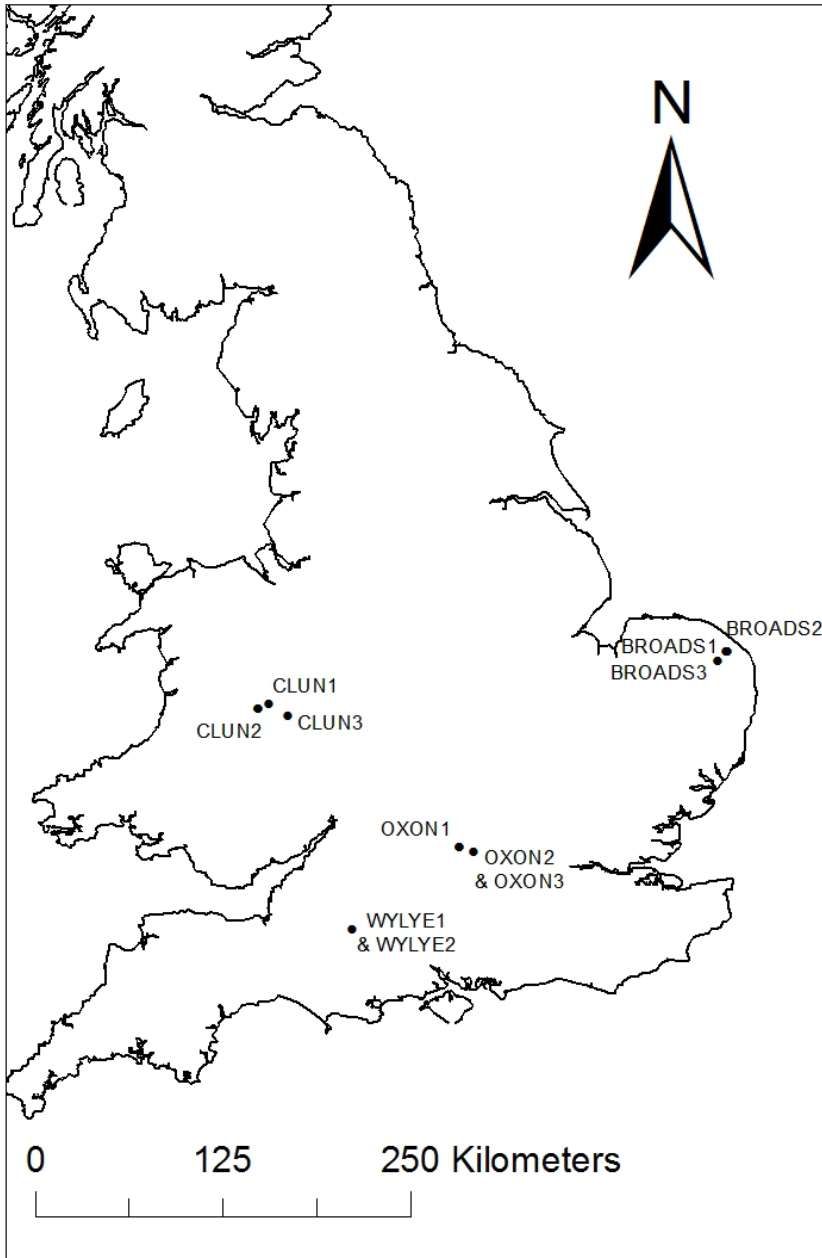 N
BROADS2
BROADS1
BROADS3
CLUN1
CLUN2
CLUN3
OXON1
OXON2
& OXON3
WYLYE1
& WYLYE2
0 125 250 Kilometers